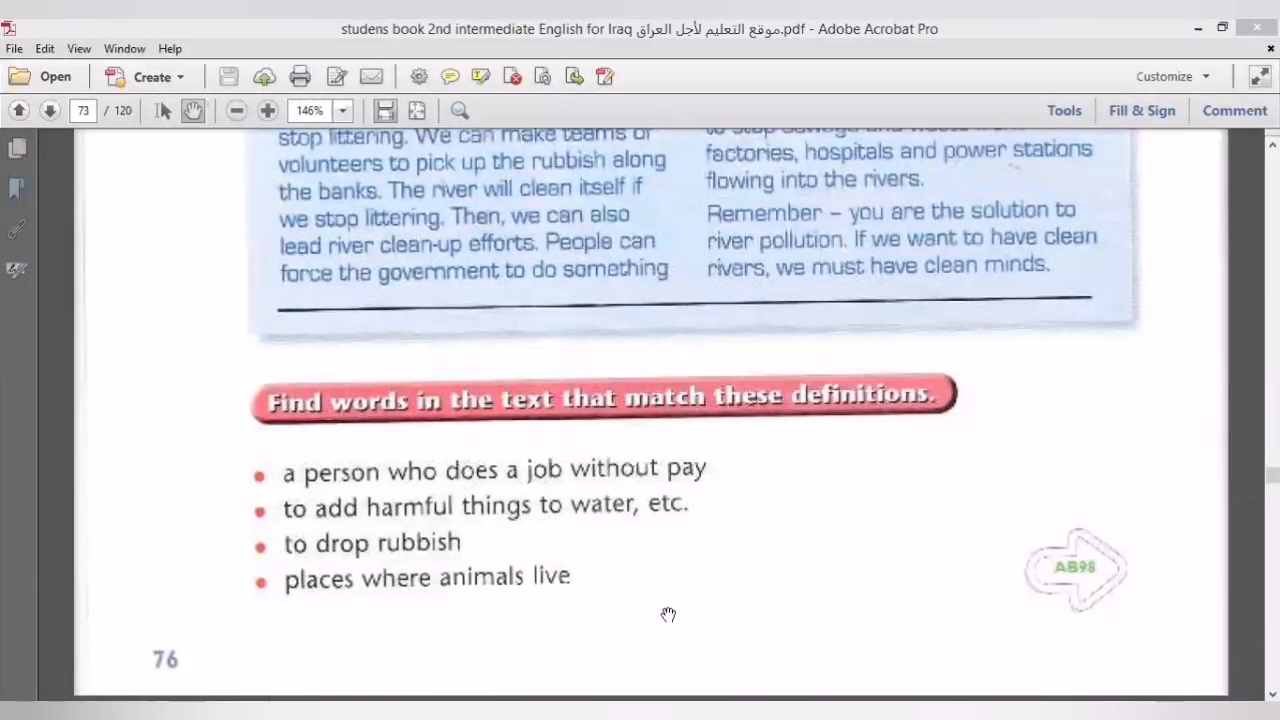 studens book 2nd intermediate English for Iraq موقع التعليم لأجل العراق.pdf - Adobe Acrobat Pro
File Edit View Window Help
Open Create Customize
73 / 120 146% Tools Fill & Sign Comment
stop littering. We can make teams of
volunteers to pick up the rubbish along
the banks. The river will clean itself if
we stop littering. Then, we can also
lead river clean-up efforts. People can
force the government to do something
to stop sewage and waste from
factories, hospitals and power stations
flowing into the rivers.
Remember – you are the solution to
river pollution. If we want to have clean
rivers, we must have clean minds.
Find words in the text that match these definitions.
• a person who does a job without pay
• to add harmful things to water, etc.
• to drop rubbish
• places where animals live
AB98
76